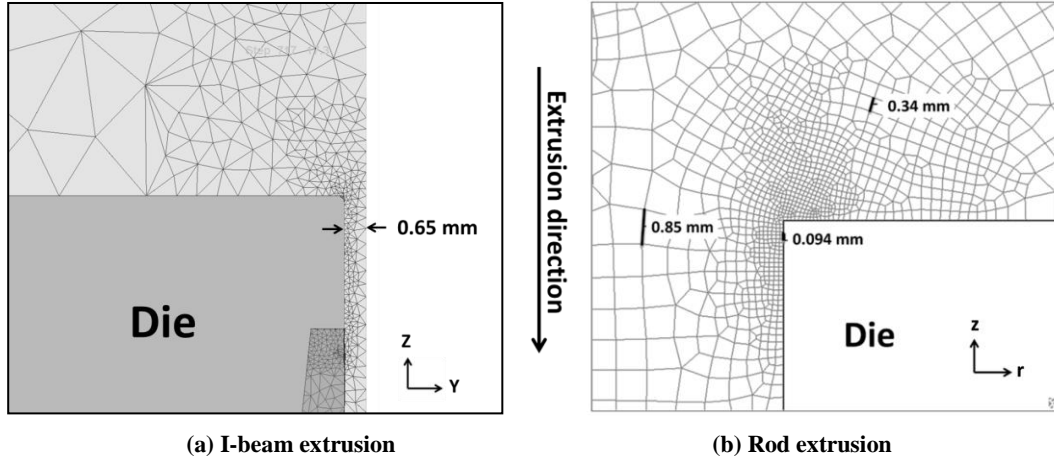 0.65 mm
Die
Z
Y
Extrusion direction
0.34 mm
0.85 mm
0.094 mm
Die
z
r
(a) I-beam extrusion
(b) Rod extrusion